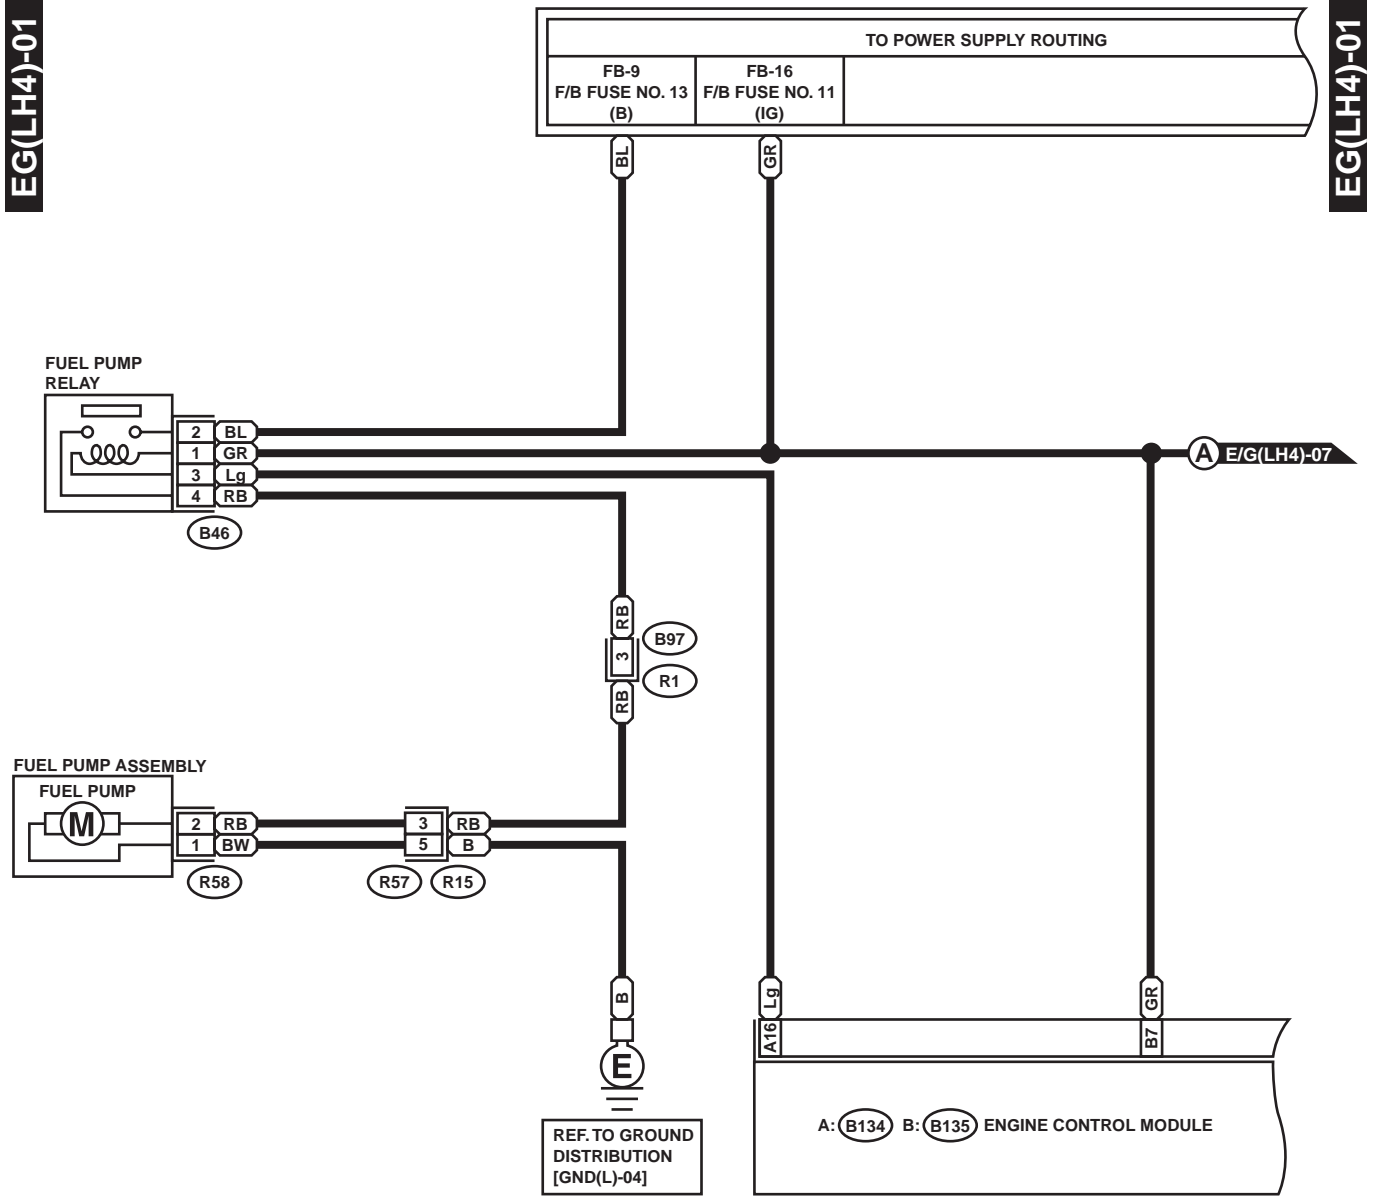 EG(LH4)-01
EG(LH4)-01
TO POWER SUPPLY ROUTING
FB-9
F/B FUSE NO. 13
(B)
FB-16
F/B FUSE NO. 11
(IG)
BL
GR
FUEL PUMP
RELAY
2 BL
1 GR
3 Lg
4 RB
B46
A E/G(LH4)-07
RB
3
B97
R1
RB
FUEL PUMP ASSEMBLY
FUEL PUMP
M
2 RB
1 BW
R58
3 RB
5 B
R57
R15
B
E
REF. TO GROUND
DISTRIBUTION
[GND(L)-04]
Lg
A16
GR
B7
A: B134 B: B135 ENGINE CONTROL MODULE